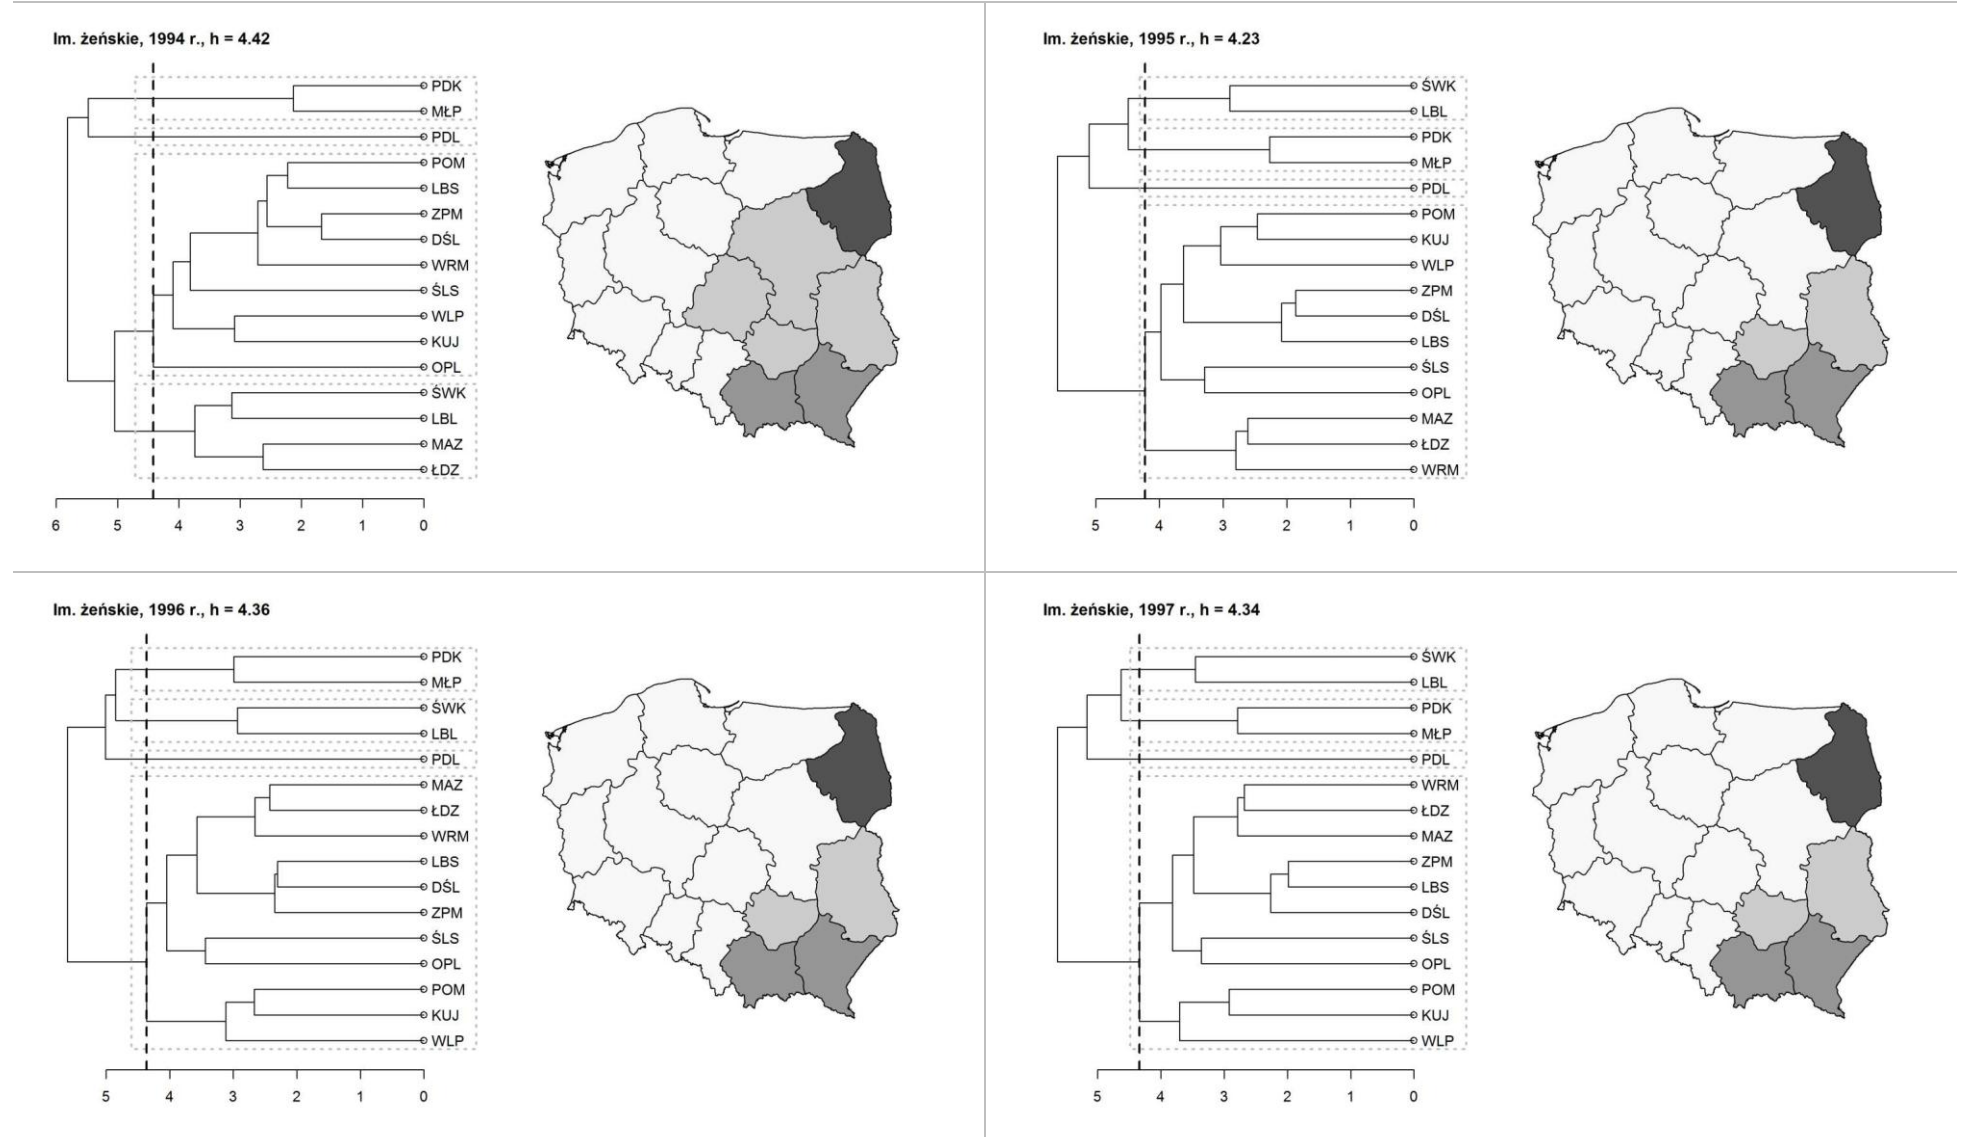 Im. żeńskie, 1994 r., h = 4.42
PDK
MŁP
PDL
POM
LBS
ZPM
DŚL
WRM
ŚLS
WLP
KUJ
OPL
ŚWK
LBL
MAZ
ŁDZ
6 5 4 3 2 1 0
Im. żeńskie, 1995 r., h = 4.23
ŚWK
LBL
PDK
MŁP
PDL
POM
KUJ
WLP
ZPM
DŚL
LBS
ŚLS
OPL
MAZ
ŁDZ
WRM
5 4 3 2 1 0
Im. żeńskie, 1996 r., h = 4.36
PDK
MŁP
ŚWK
LBL
PDL
MAZ
ŁDZ
WRM
LBS
DŚL
ZPM
ŚLS
OPL
POM
KUJ
WLP
5 4 3 2 1 0
Im. żeńskie, 1997 r., h = 4.34
ŚWK
LBL
PDK
MŁP
PDL
WRM
ŁDZ
MAZ
ZPM
LBS
DŚL
ŚLS
OPL
POM
KUJ
WLP
5 4 3 2 1 0